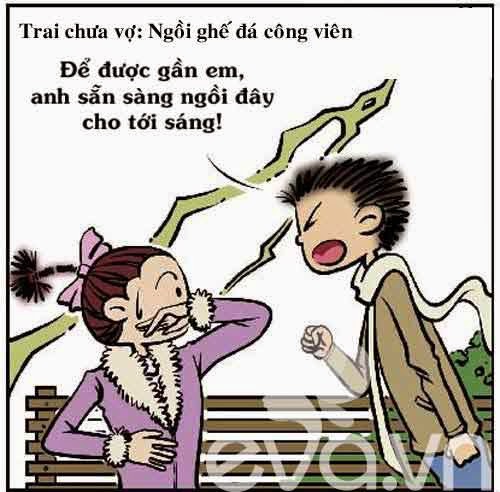 Trai chưa vợ: Ngồi ghế đá công viên
Để được gần em,
anh sẵn sàng ngồi đây
cho tới sáng!
eva.vn